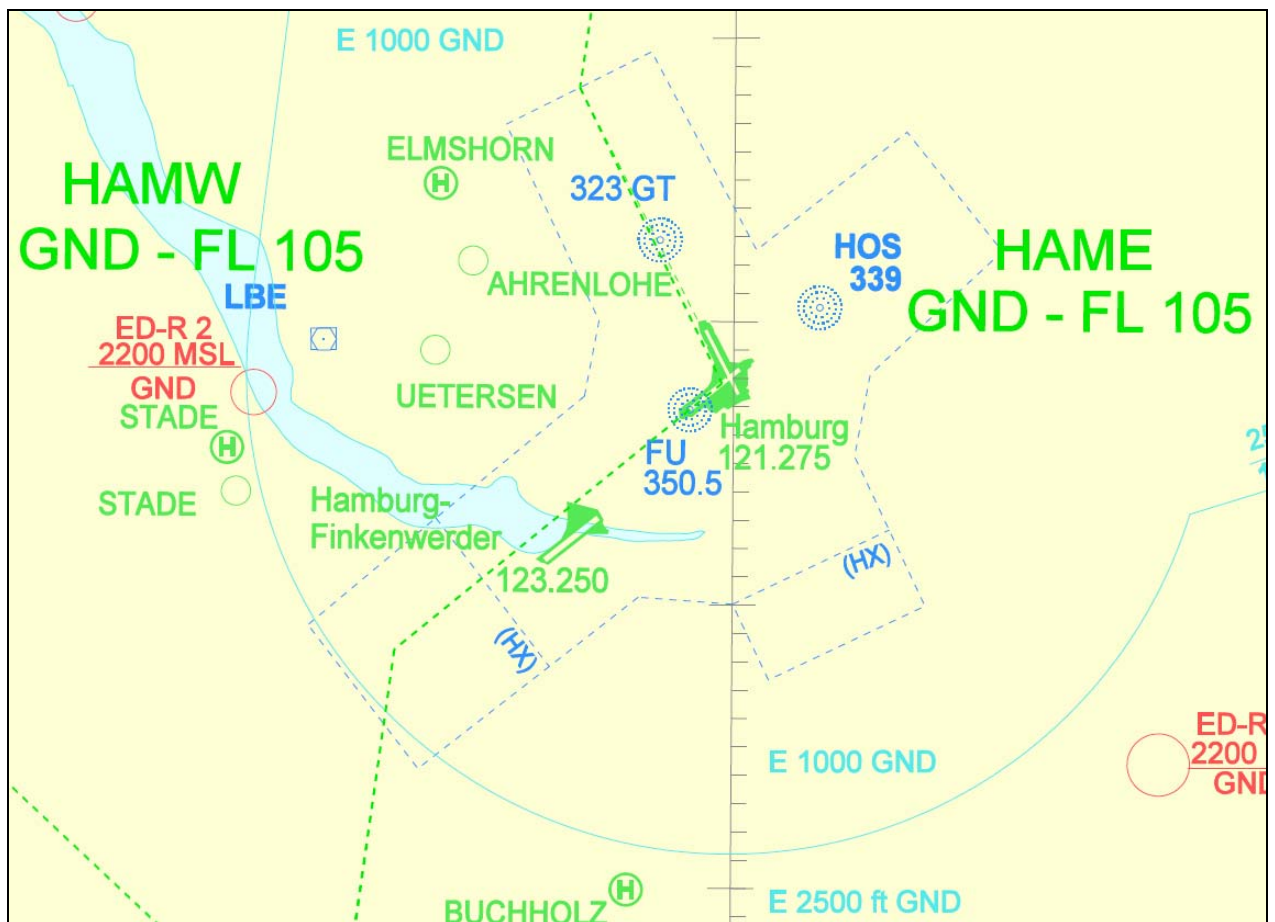 E 1000 GND
ELMSHORN
H
HAMW
GND - FL 105
323 GT
HOS
339
HAME
GND - FL 105
AHRENLOHE
LBE
ED-R 2
2200 MSL
GND
UETERSEN
STADE
H
STADE
Hamburg
121.275
FU
350.5
Hamburg-
Finkenwerder
123.250
(HX)
(HX)
ED-R
2200
GND
E 1000 GND
H
BUCHHOLZ
E 2500 ft GND